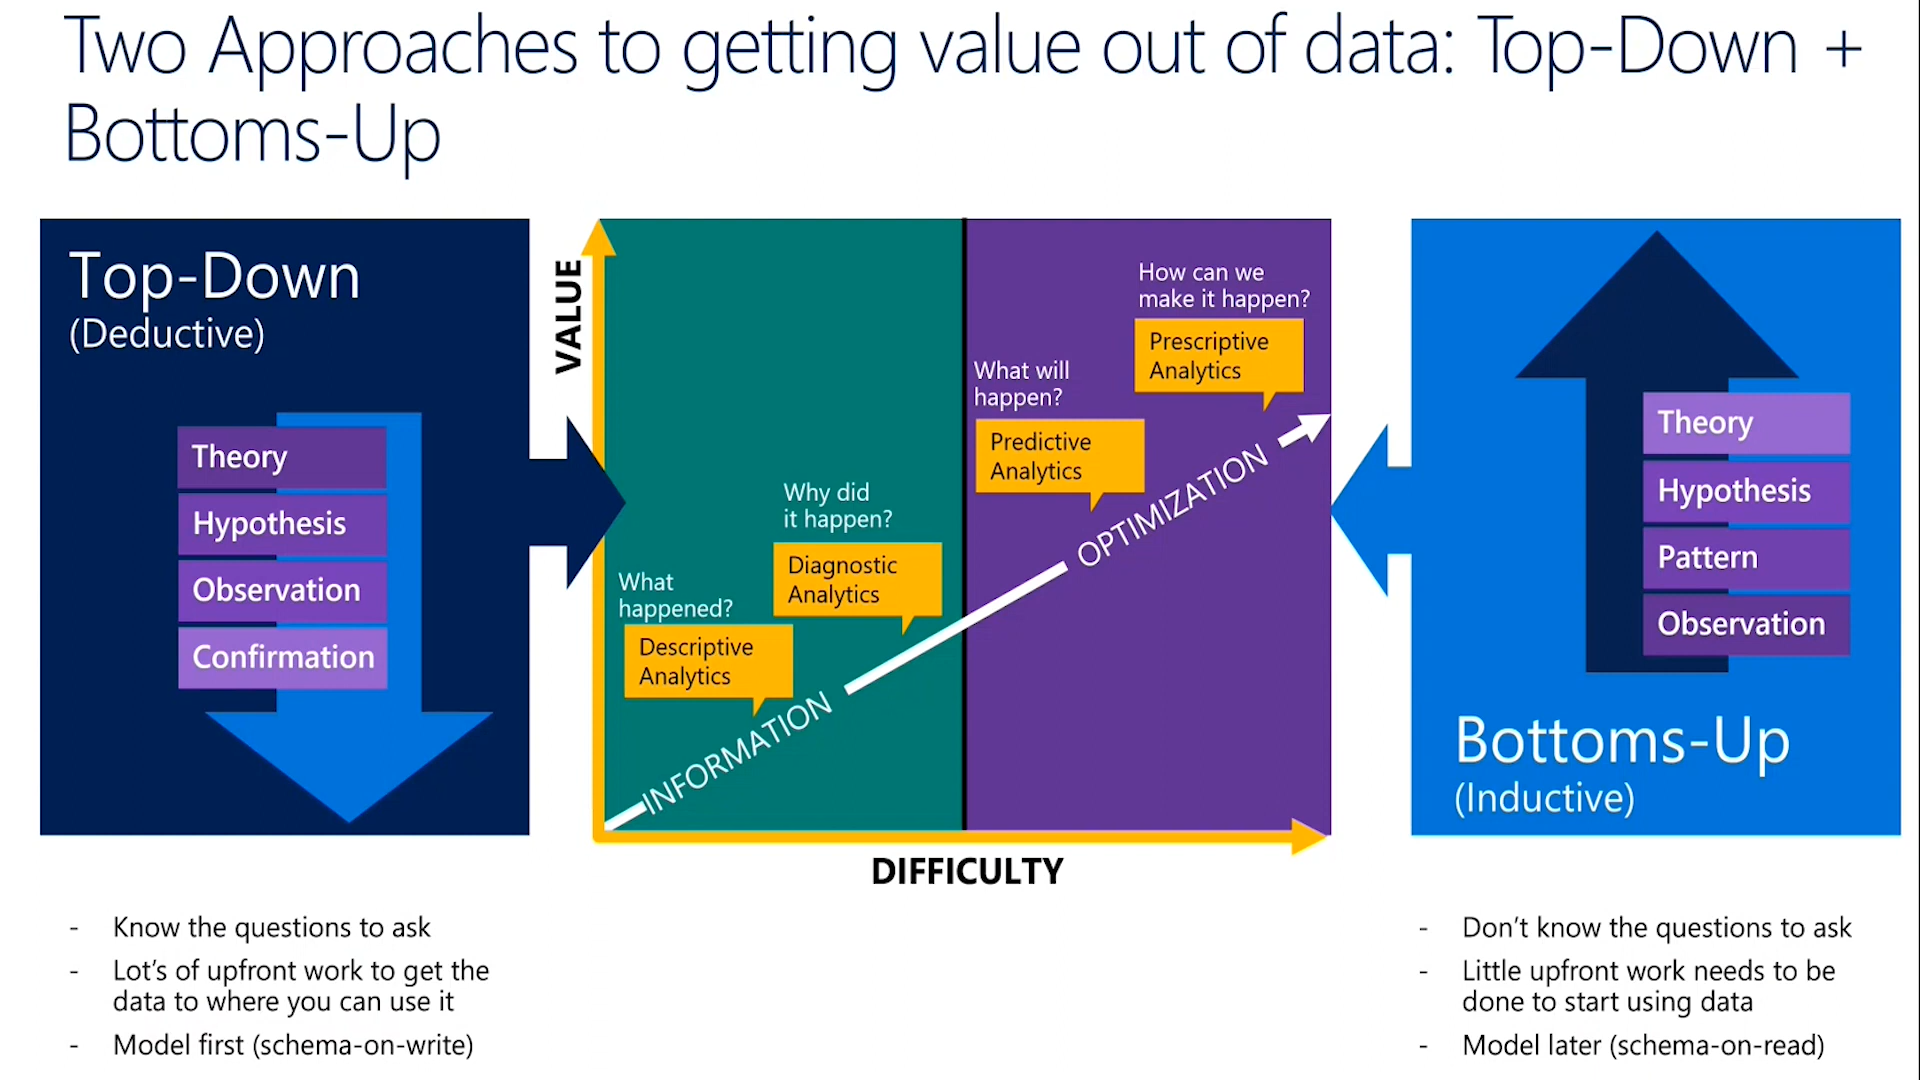 Two Approaches to getting value out of data: Top-Down +
Bottoms-Up
Top-Down
(Deductive)
Theory
Hypothesis
Observation
Confirmation
VALUE
What
happened?
Descriptive
Analytics
Why did
it happen?
Diagnostic
Analytics
What will
happen?
Predictive
Analytics
How can we
make it happen?
Prescriptive
Analytics
INFORMATION
OPTIMIZATION
DIFFICULTY
Theory
Hypothesis
Pattern
Observation
Bottoms-Up
(Inductive)
- Know the questions to ask
- Lot's of upfront work to get the
data to where you can use it
- Model first (schema-on-write)
- Don't know the questions to ask
- Little upfront work needs to be
done to start using data
- Model later (schema-on-read)